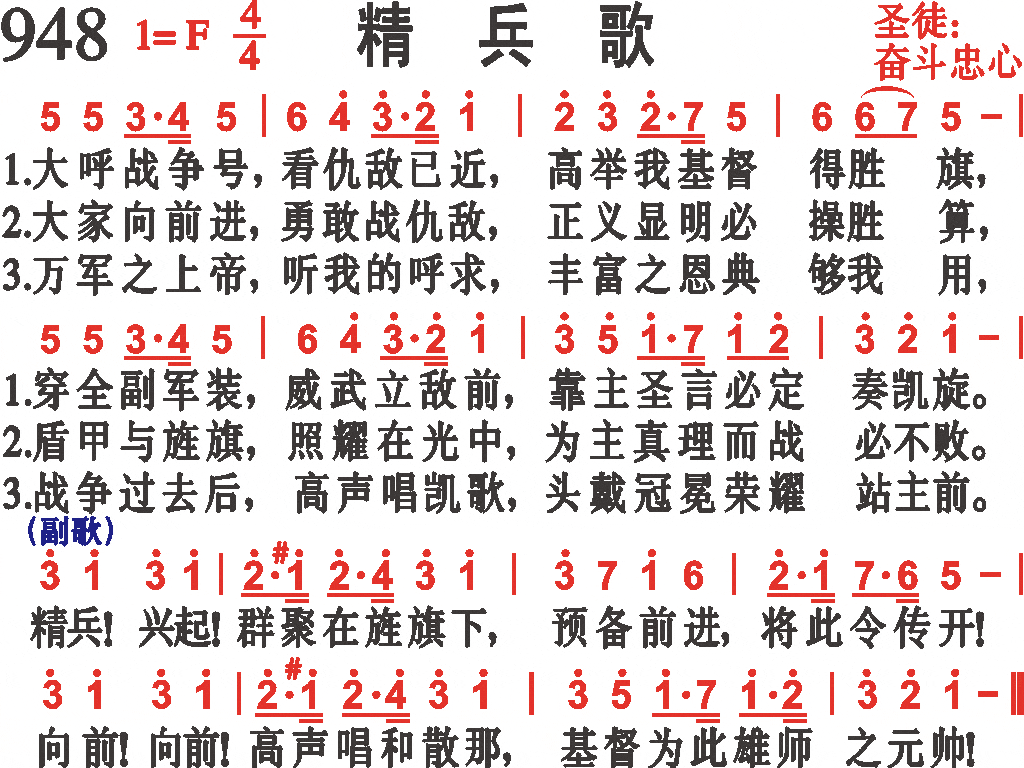 948 1= F 4/4 精 兵 歌 圣徒:
奋斗忠心
5 5 3·4 5 | 6 4̇ 3̇·2̇ 1̇ | 2̇ 3̇ 2̇·7 5 | 6 6 7 5 – |
1.大呼战争号,看仇敌已近, 高举我基督 得胜 旗,
2.大家向前进,勇敢战仇敌, 正义显明必 操胜 算,
3.万军之上帝,听我的呼求, 丰富之恩典 够我 用,
5 5 3·4 5 | 6 4̇ 3̇·2̇ 1̇ | 3̇ 5̇ 1̇·7 1̇ 2̇ | 3̇ 2̇ 1̇ – |
1.穿全副军装, 威武立敌前, 靠主圣言必定 奏凯旋。
2.盾甲与旌旗, 照耀在光中, 为主真理而战 必不败。
3.战争过去后, 高声唱凯歌, 头戴冠冕荣耀 站主前。
(副歌)
3̇ 1̇ 3̇ 1̇ | 2̇·#1̇ 2̇·4̇ 3̇ 1̇ | 3̇ 7 1̇ 6 | 2̇·1̇ 7·6 5 – |
精兵! 兴起! 群聚在旌旗下, 预备前进, 将此令传开!
3̇ 1̇ 3̇ 1̇ | 2̇·#1̇ 2̇·4̇ 3̇ 1̇ | 3̇ 5̇ 1̇·7 1̇·2̇ | 3̇ 2̇ 1̇ – ‖
向前! 向前! 高声唱和散那, 基督为此雄师 之元帅!